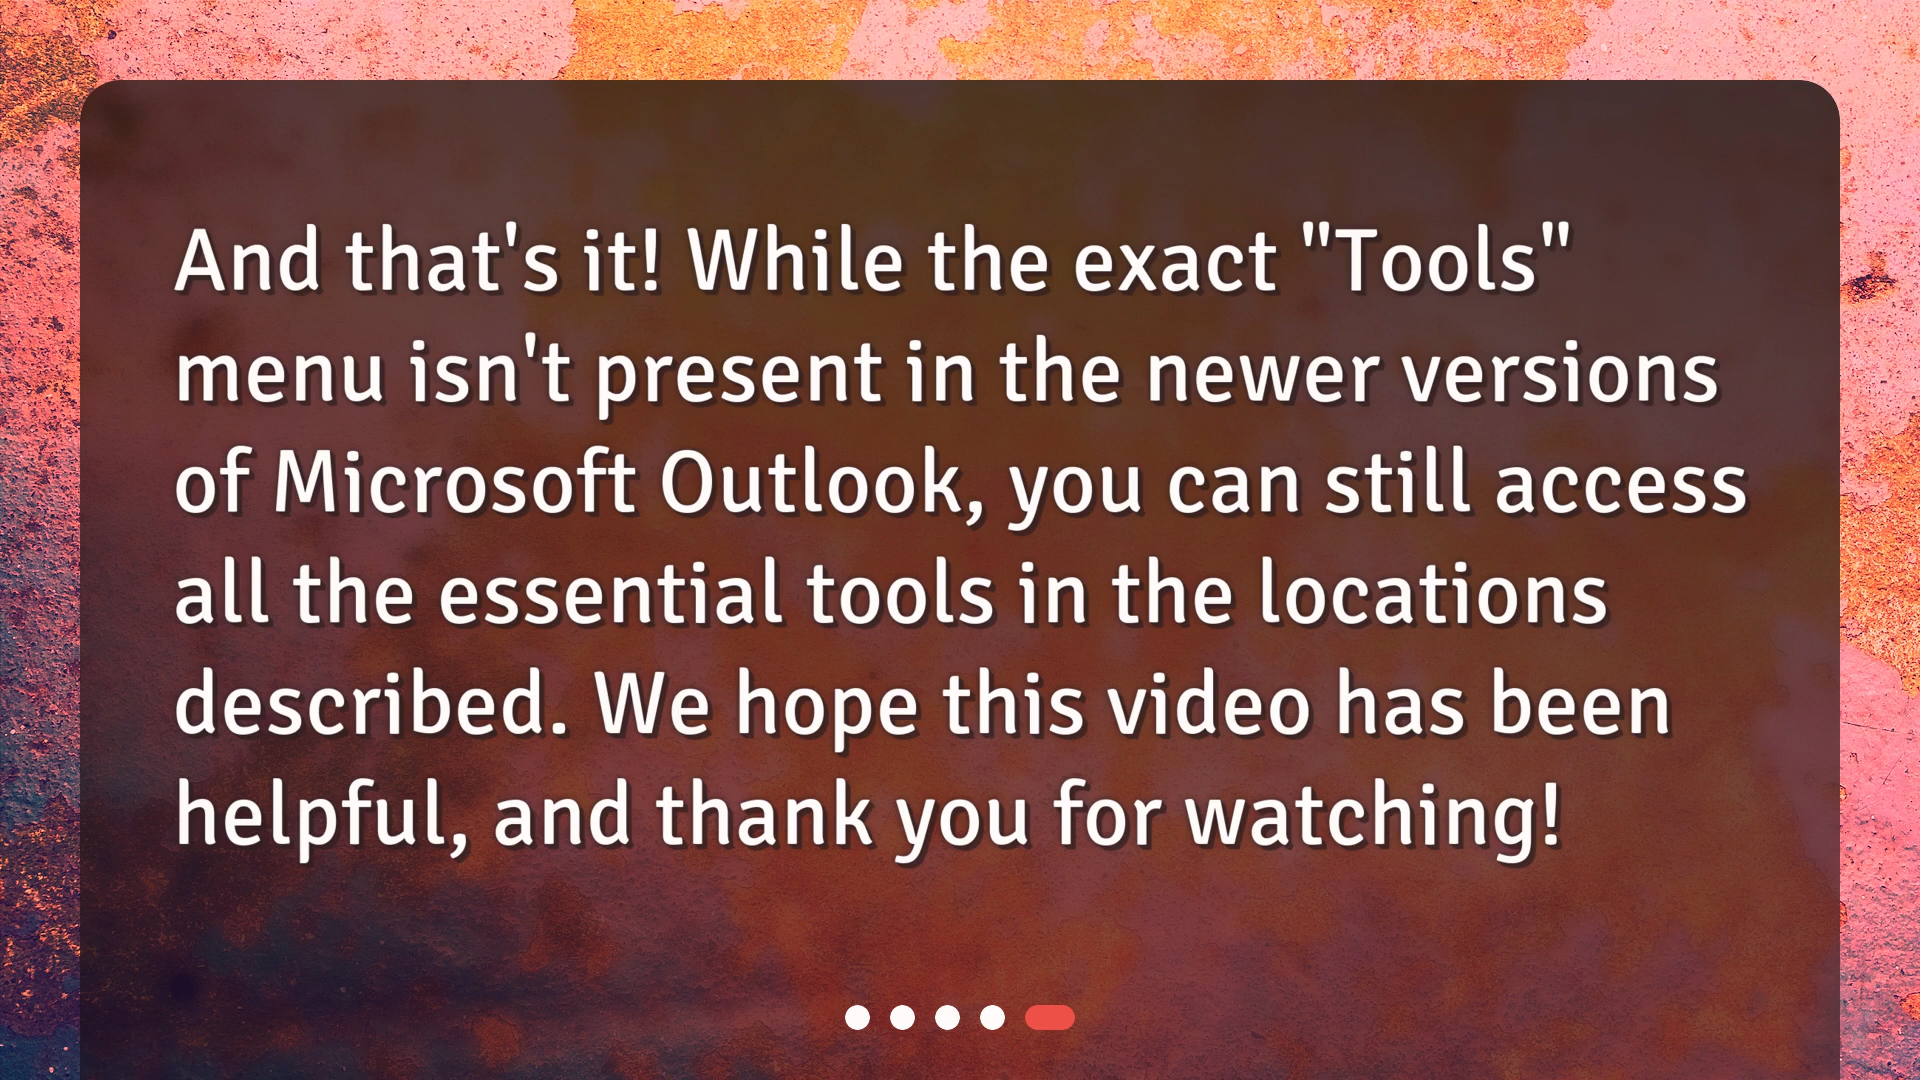 And that's it! While the exact "Tools"
menu isn't present in the newer versions
of Microsoft Outlook, you can still access
all the essential tools in the locations
described. We hope this video has been
helpful, and thank you for watching!